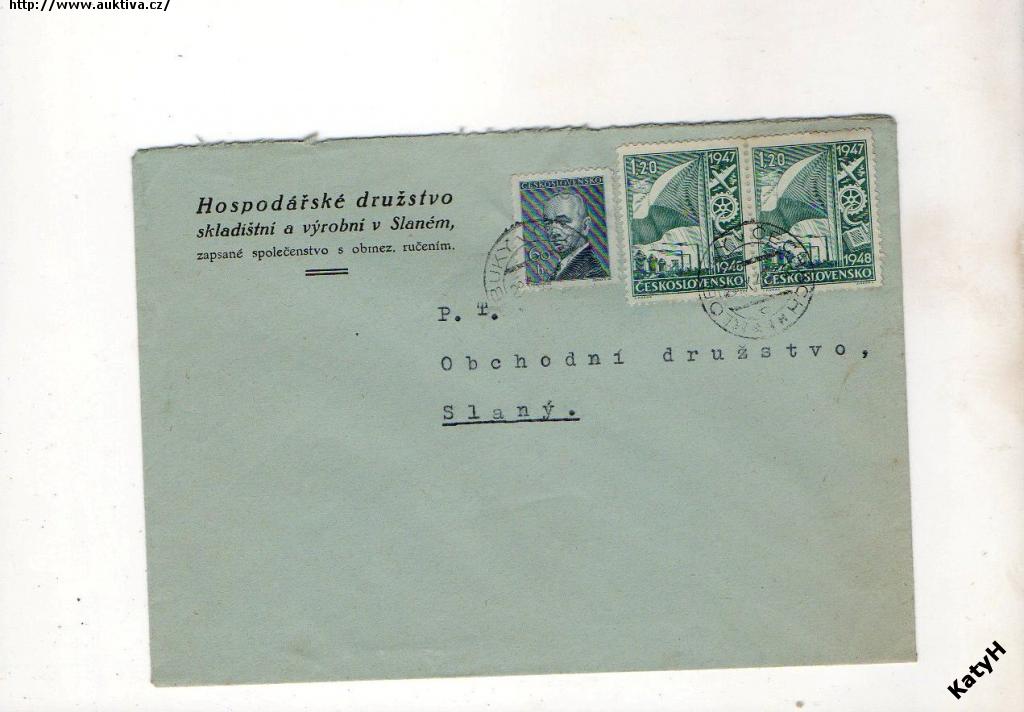 http://www.auktiva.cz/
Hospodářské družstvo
skladištní a výrobní v Slaném,
zapsané společenstvo s obmez. ručením.
ČESKOSLOVENSKO
60
h
1·20
1947
1948
ČESKOSLOVENSKO
1·20
1947
1948
ČESKOSLOVENSKO
P. T.
Obchodní družstvo,
Slaný.
KatyH